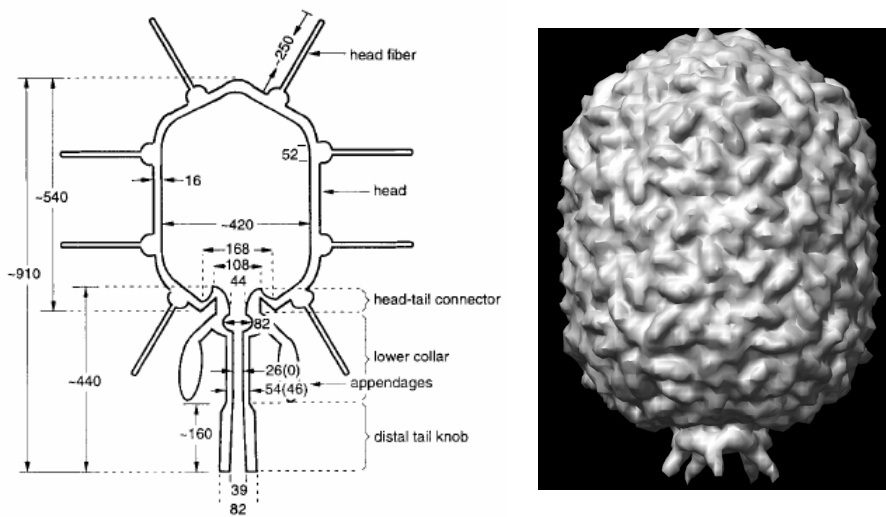 ~250
head fiber
52
16
head
~540
~420
168
~910
108
44
head-tail connector
82
lower collar
~440
26(0)
appendages
54(46)
~160
distal tail knob
39
82